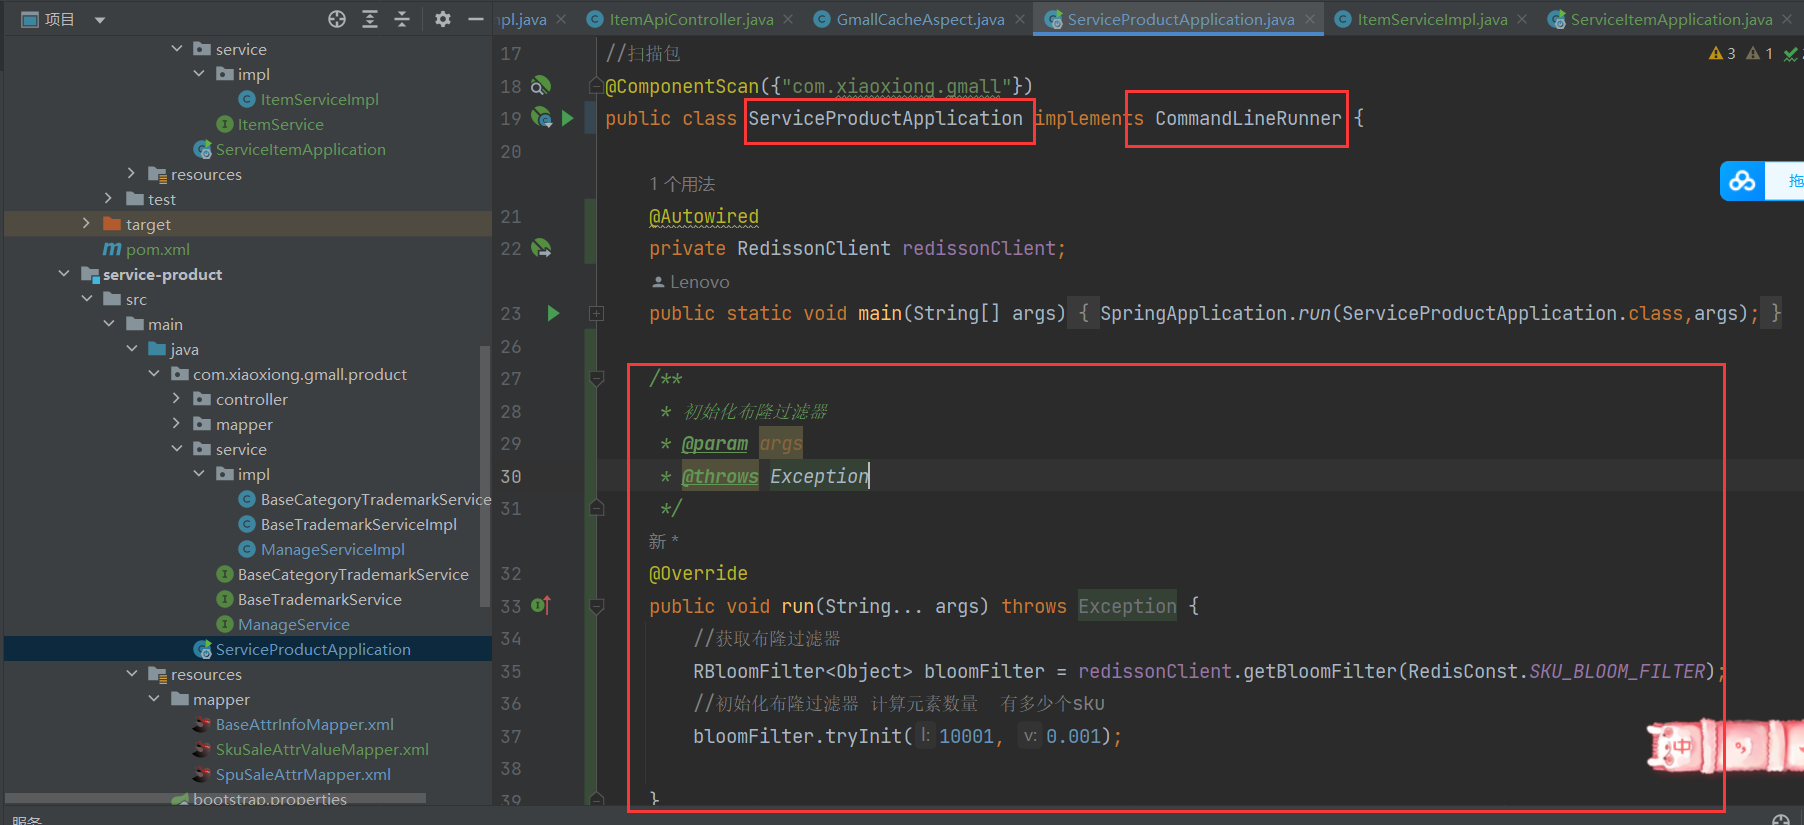 项目
mpl.java
ItemApiController.java
GmallCacheAspect.java
ServiceProductApplication.java
ItemServiceImpl.java
ServiceItemApplication.java
service
impl
ItemServiceImpl
ItemService
ServiceItemApplication
resources
test
target
pom.xml
service-product
src
main
java
com.xiaoxiong.gmall.product
controller
mapper
service
impl
BaseCategoryTrademarkService
BaseTrademarkServiceImpl
ManageServiceImpl
BaseCategoryTrademarkService
BaseTrademarkService
ManageService
ServiceProductApplication
resources
mapper
BaseAttrInfoMapper.xml
SkuSaleAttrValueMapper.xml
SpuSaleAttrMapper.xml
bootstrap.properties
服务
3 1
17 //扫描包
18 @ComponentScan({"com.xiaoxiong.gmall"})
19 public class ServiceProductApplication implements CommandLineRunner {
20
1 个用法
21 @Autowired
22 private RedissonClient redissonClient;
Lenovo
23 public static void main(String[] args) { SpringApplication.run(ServiceProductApplication.class,args); }
26
27 /**
28 * 初始化布隆过滤器
29 * @param args
30 * @throws Exception
31 */
新 *
32 @Override
33 public void run(String... args) throws Exception {
34 //获取布隆过滤器
35 RBloomFilter<Object> bloomFilter = redissonClient.getBloomFilter(RedisConst.SKU_BLOOM_FILTER);
36 //初始化布隆过滤器 计算元素数量 有多少个sku
37 bloomFilter.tryInit( l: 10001, v: 0.001);
38
39 }
拖
中